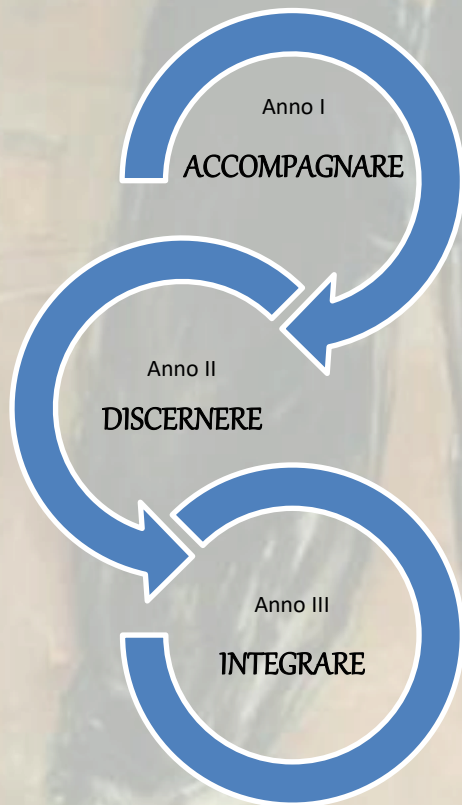 Anno I
ACCOMPAGNARE
Anno II
DISCERNERE
Anno III
INTEGRARE